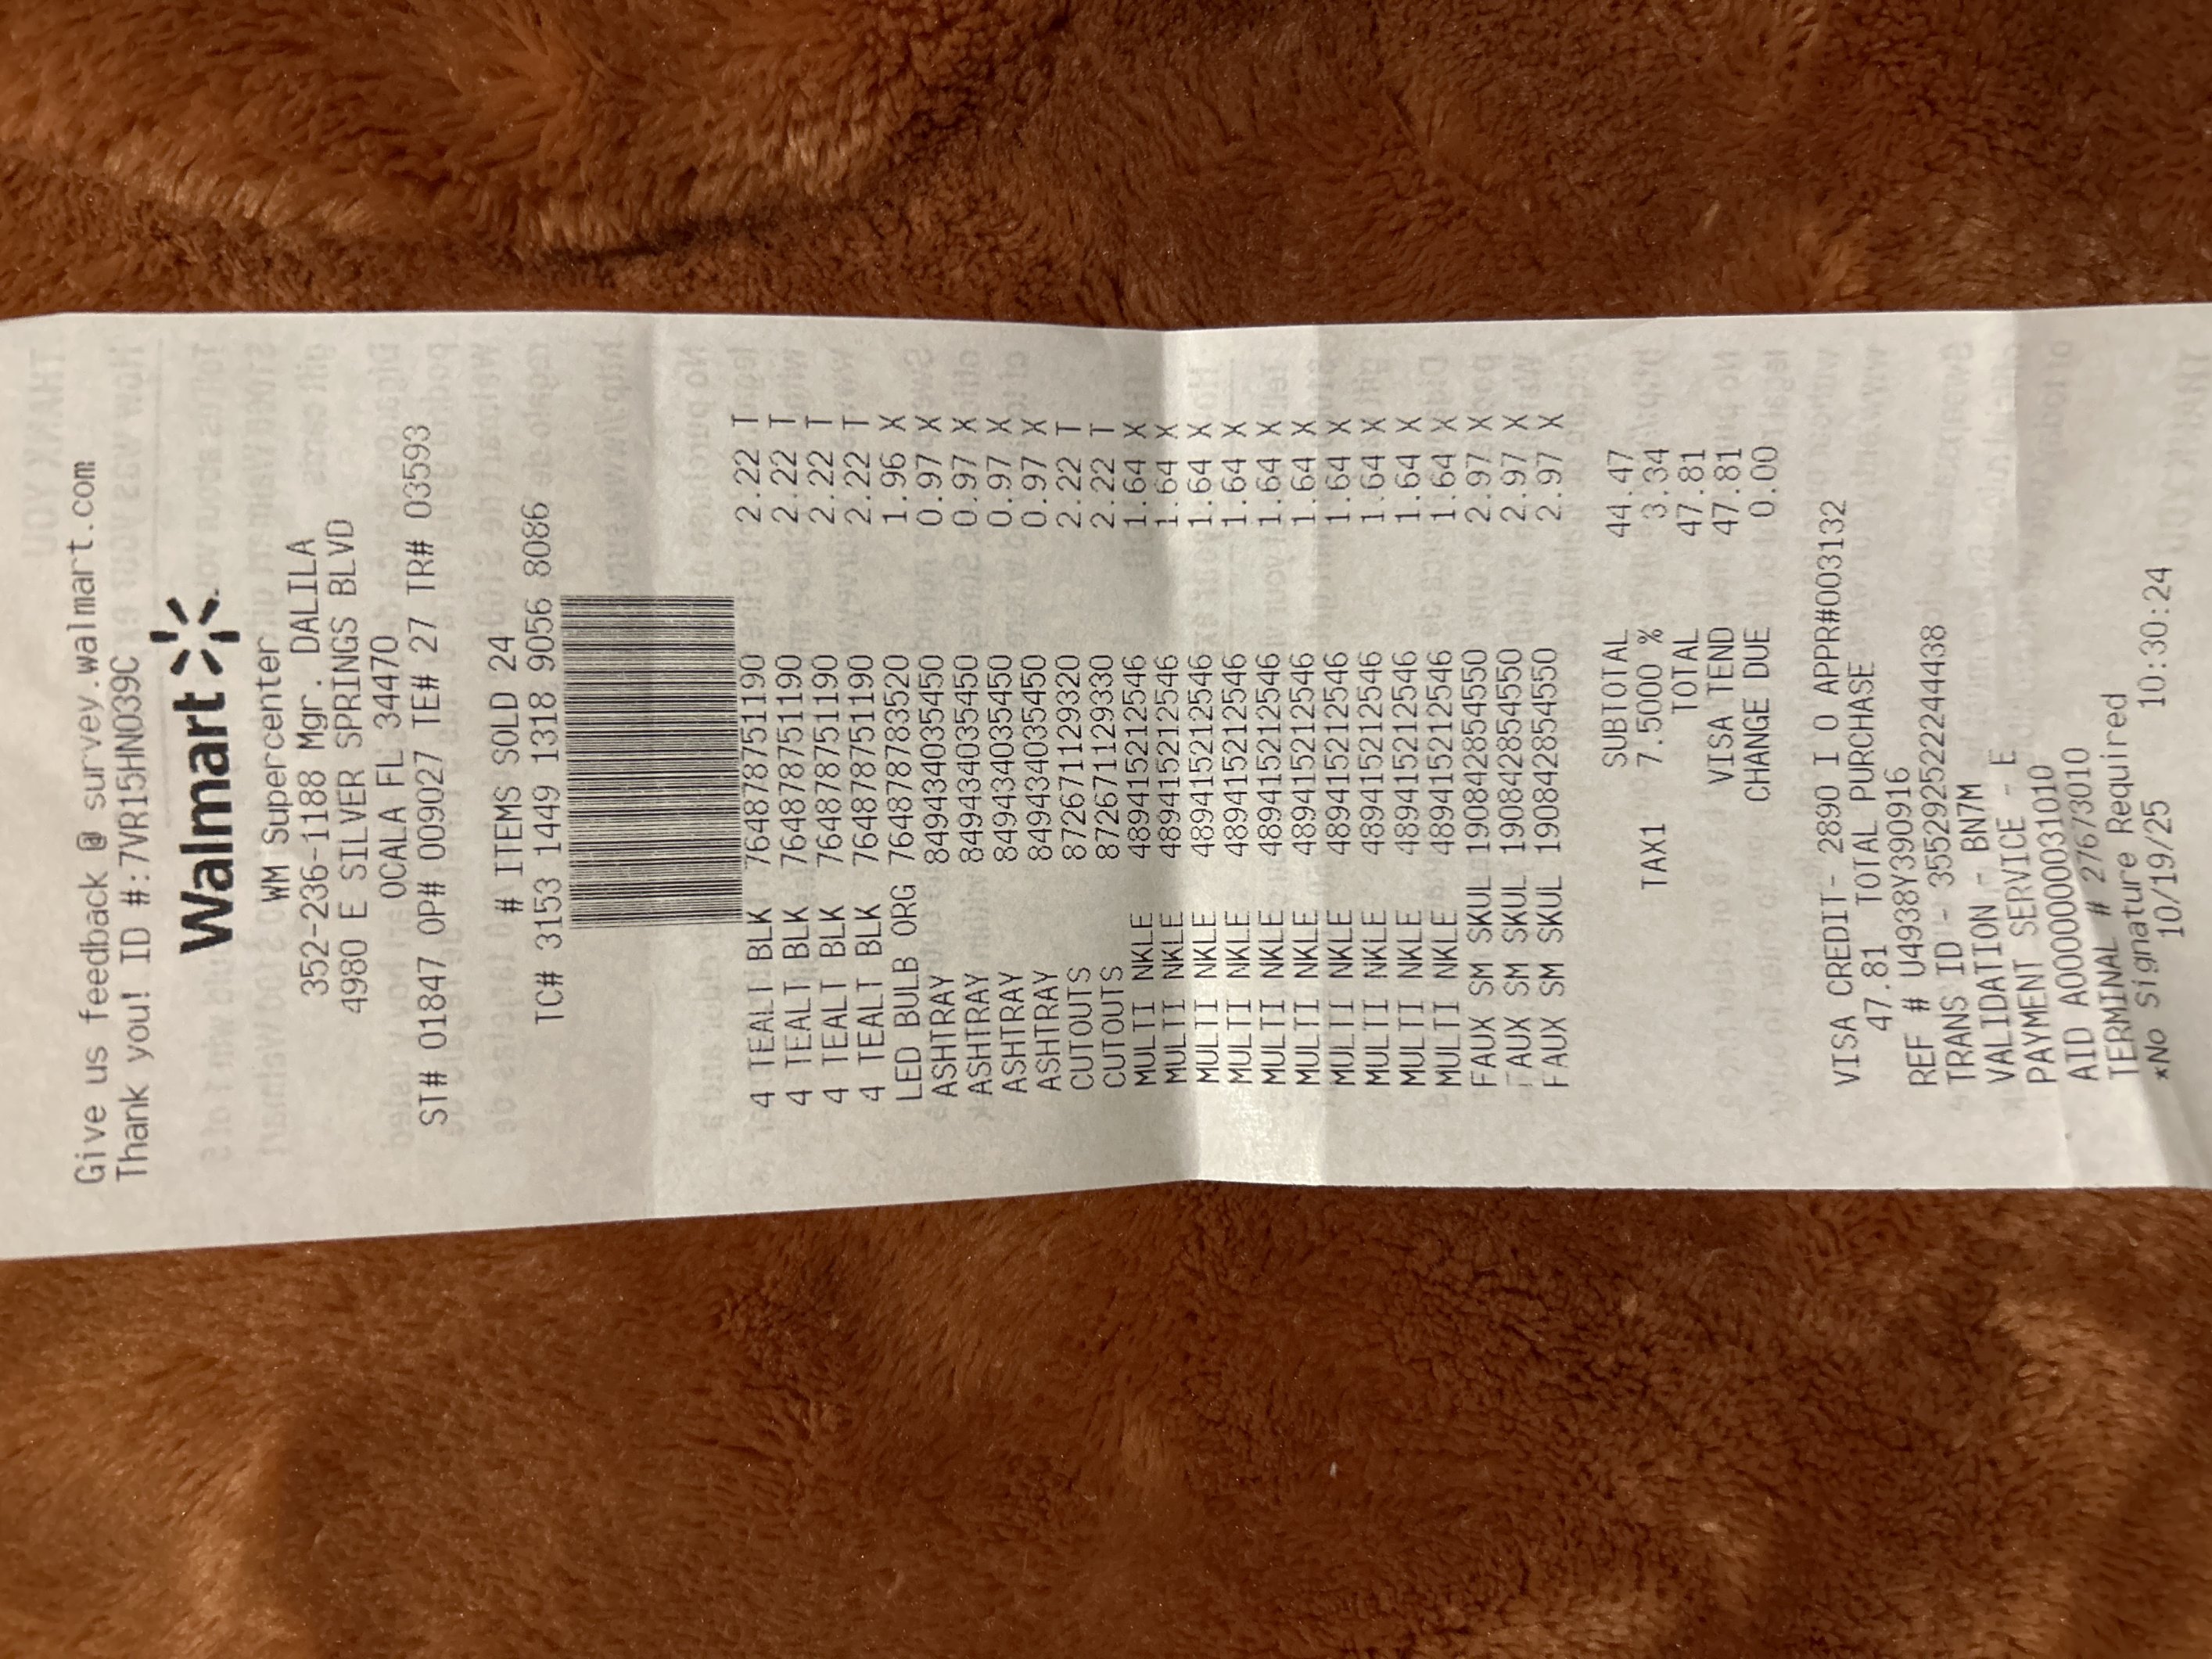 Give us feedback @ survey.walmart.com
Thank you! ID #:7VR15HN039C
Walmart
WM Supercenter
352-236-1188 Mgr. DALILA
4980 E SILVER SPRINGS BLVD
OCALA FL 34470
ST# 01847 OP# 009027 TE# 27 TR# 03593
# ITEMS SOLD 24
TC# 3153 1449 1318 9056 8086
4 TEALT BLK 764878751190 2.22 T
4 TEALT BLK 764878751190 2.22 T
4 TEALT BLK 764878751190 2.22 T
4 TEALT BLK 764878751190 2.22 T
LED BULB ORG 764878783520 1.96 X
ASHTRAY 849434035450 0.97 X
ASHTRAY 849434035450 0.97 X
ASHTRAY 849434035450 0.97 X
ASHTRAY 849434035450 0.97 X
CUTOUTS 872671129320 2.22 T
CUTOUTS 872671129330 2.22 T
MULTI NKLE 489415212546 1.64 X
MULTI NKLE 489415212546 1.64 X
MULTI NKLE 489415212546 1.64 X
MULTI NKLE 489415212546 1.64 X
MULTI NKLE 489415212546 1.64 X
MULTI NKLE 489415212546 1.64 X
MULTI NKLE 489415212546 1.64 X
MULTI NKLE 489415212546 1.64 X
MULTI NKLE 489415212546 1.64 X
MULTI NKLE 489415212546 1.64 X
FAUX SM SKUL 190842854550 2.97 X
FAUX SM SKUL 190842854550 2.97 X
FAUX SM SKUL 190842854550 2.97 X
SUBTOTAL 44.47
TAX1 7.5000 % 3.34
TOTAL 47.81
VISA TEND 47.81
CHANGE DUE 0.00
VISA CREDIT- 2890 I 0 APPR#003132
47.81 TOTAL PURCHASE
REF # U4938Y390916
TRANS ID - 355292522244438
VALIDATION - BN7M
PAYMENT SERVICE - E
AID A0000000031010
TERMINAL # 27673010
*No Signature Required
10/19/25 10:30:24